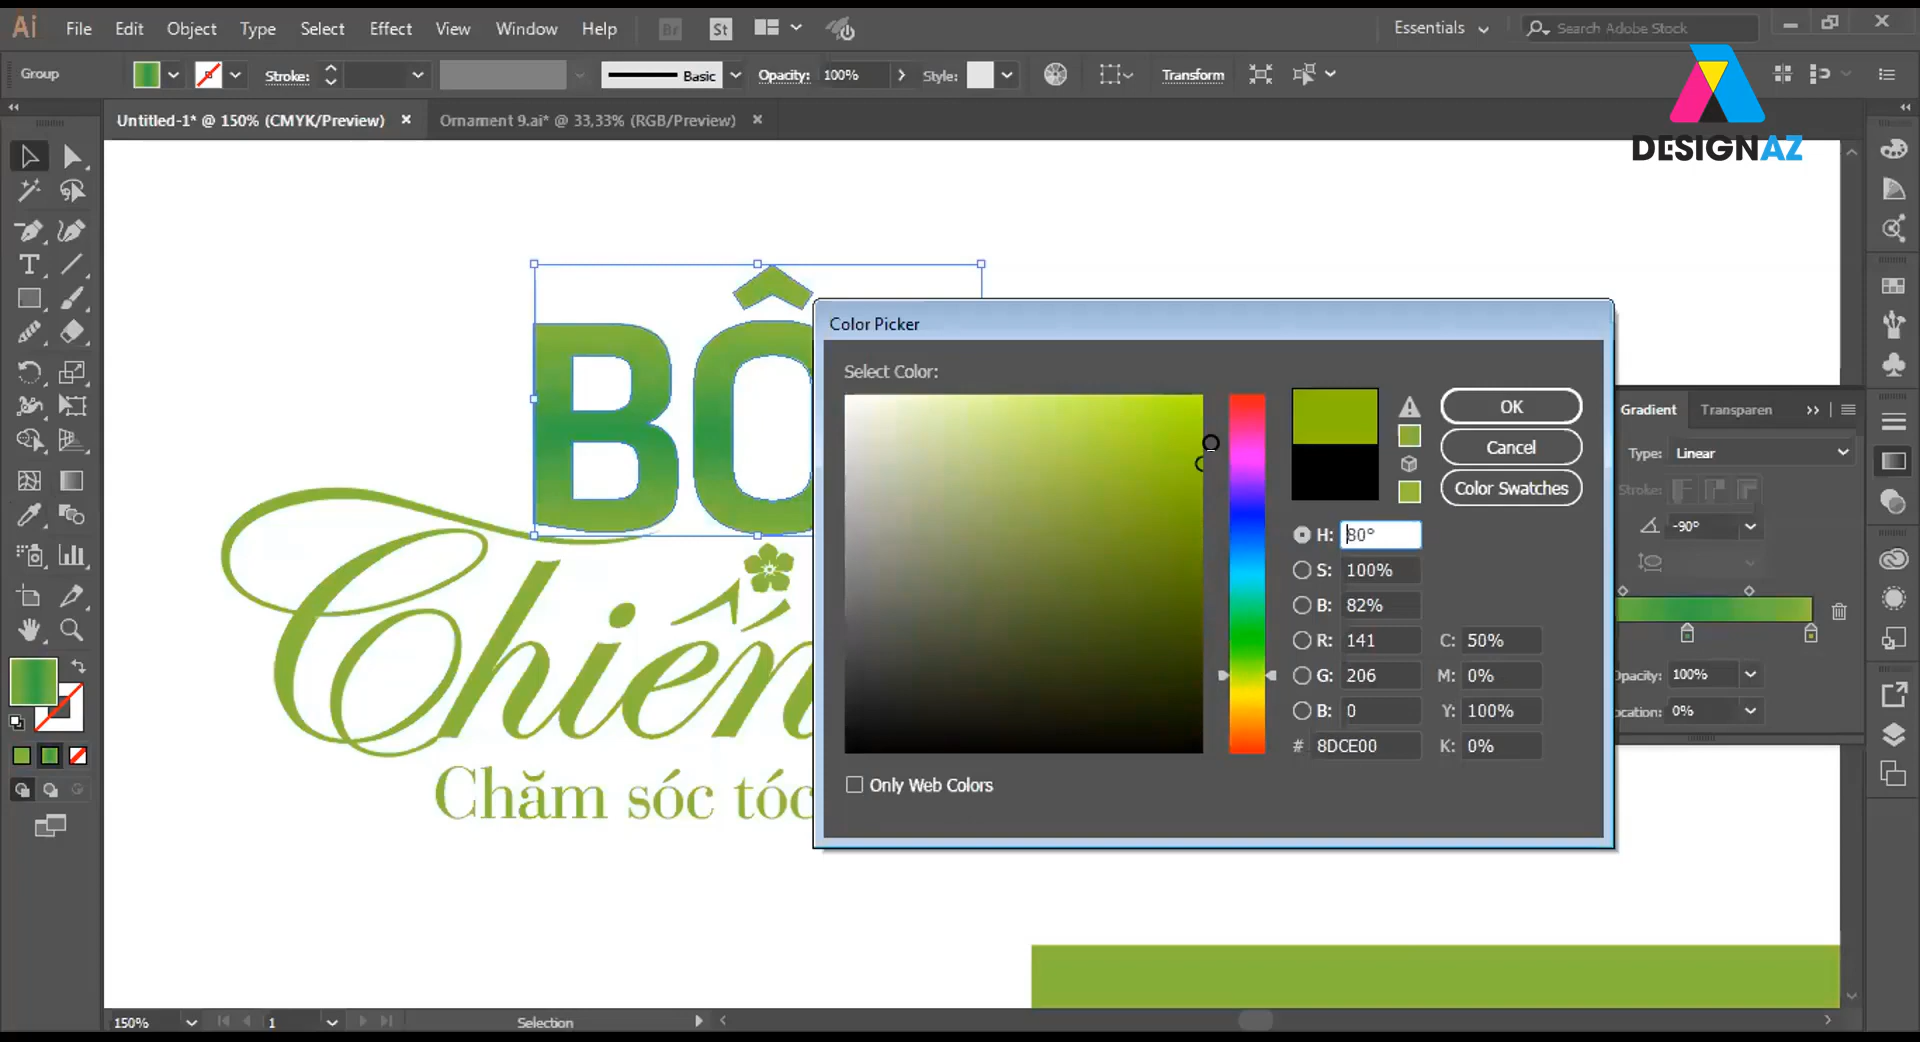 Ai File Edit Object Type Select Effect View Window Help Br St Essentials Search Adobe Stock
Group Stroke: Basic Opacity: 100% Style: Transform
Untitled-1* @ 150% (CMYK/Preview) × Ornament 9.ai* @ 33,33% (RGB/Preview) ×
DESIGNAZ
BÔ
Chiến
Chăm sóc tóc
Color Picker
Select Color:
OK
Cancel
Color Swatches
H: 80°
S: 100%
B: 82%
R: 141 C: 50%
G: 206 M: 0%
B: 0 Y: 100%
# 8DCE00 K: 0%
Only Web Colors
Gradient Transparen
Type: Linear
Stroke:
-90°
Opacity: 100%
ocation: 0%
150% 1 Selection